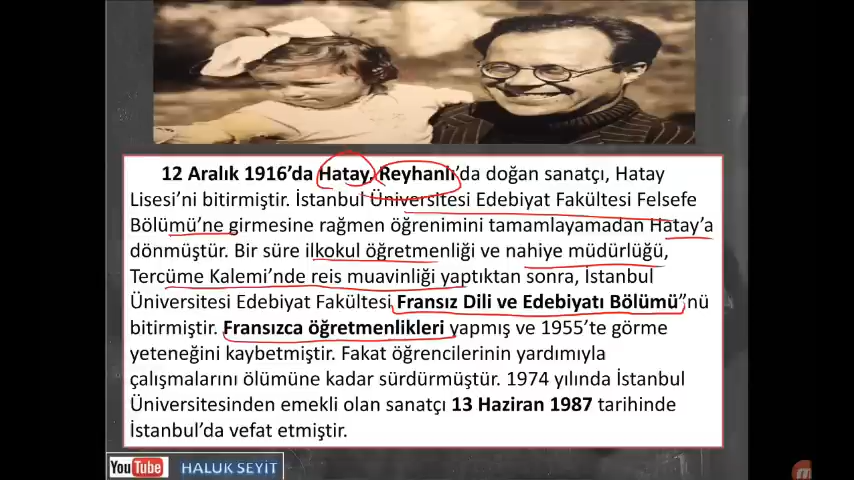 12 Aralık 1916’da Hatay, Reyhanlı’da doğan sanatçı, Hatay
Lisesi’ni bitirmiştir. İstanbul Üniversitesi Edebiyat Fakültesi Felsefe
Bölümü’ne girmesine rağmen öğrenimini tamamlayamadan Hatay’a
dönmüştür. Bir süre ilkokul öğretmenliği ve nahiye müdürlüğü,
Tercüme Kalemi’nde reis muavinliği yaptıktan sonra, İstanbul
Üniversitesi Edebiyat Fakültesi Fransız Dili ve Edebiyatı Bölümü”nü
bitirmiştir. Fransızca öğretmenlikleri yapmış ve 1955’te görme
yeteneğini kaybetmiştir. Fakat öğrencilerinin yardımıyla
çalışmalarını ölümüne kadar sürdürmüştür. 1974 yılında İstanbul
Üniversitesinden emekli olan sanatçı 13 Haziran 1987 tarihinde
İstanbul’da vefat etmiştir.
YouTube HALUK SEYİT